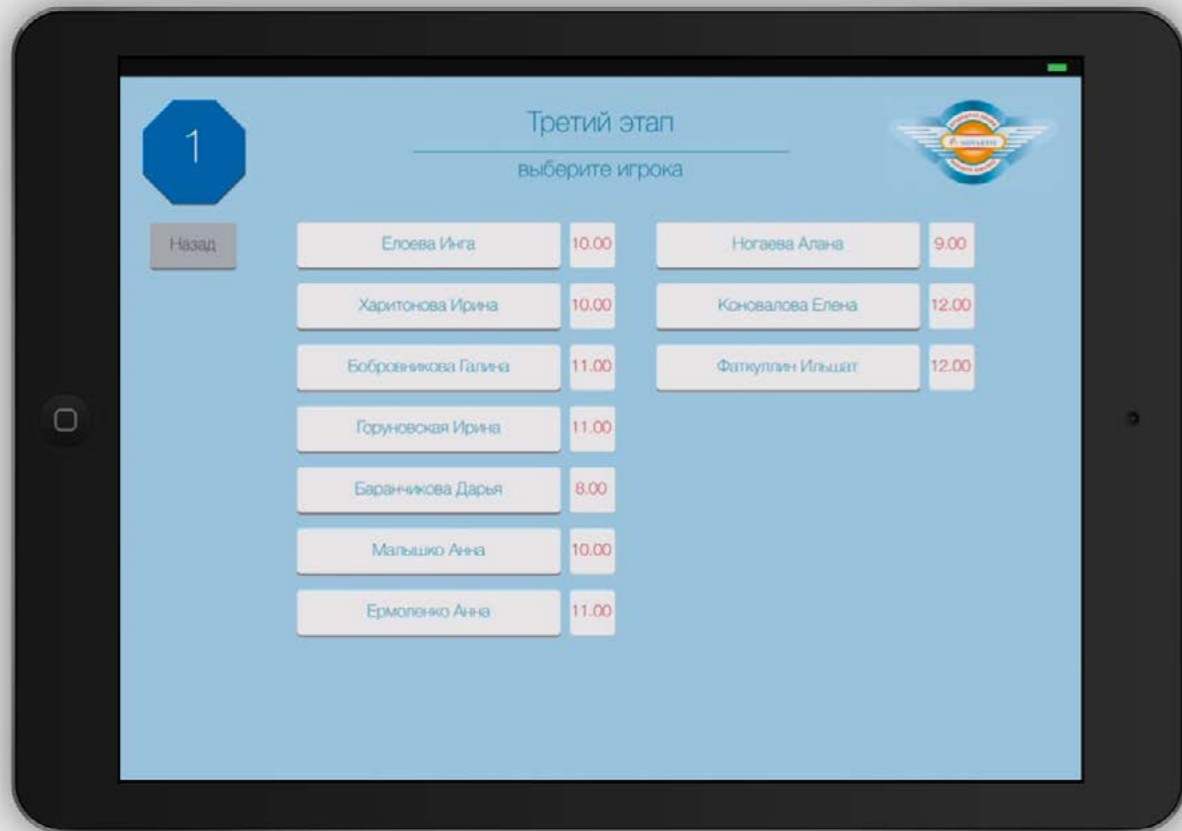 1
Третий этап
выберите игрока
Назад
Елоева Инга 10.00
Харитонова Ирина 10.00
Бобровникова Галина 11.00
Горуновская Ирина 11.00
Баранчикова Дарья 8.00
Малышко Анна 10.00
Ермоленко Анна 11.00
Ногаева Алана 9.00
Коновалова Елена 12.00
Фаткуллин Ильшат 12.00